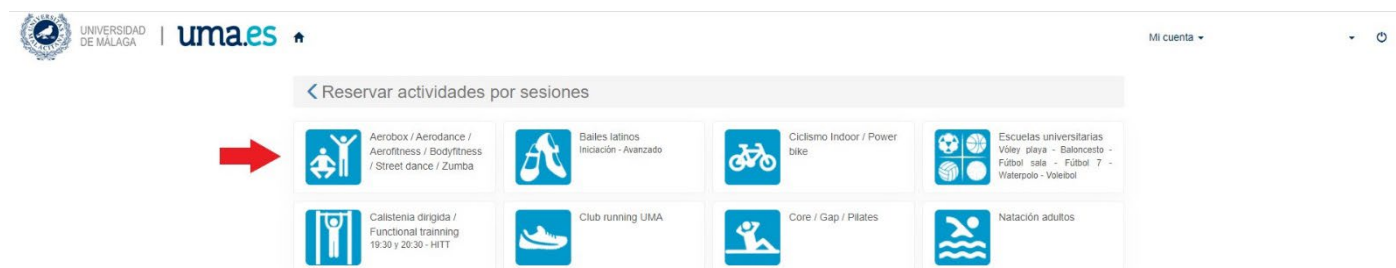 UNIVERSIDAD
DE MÁLAGA
uma.es
Mi cuenta
Reservar actividades por sesiones
Aerobox / Aerodance /
Aerofitness / Bodyfitness
/ Street dance / Zumba
Bailes latinos
Iniciación - Avanzado
Ciclismo Indoor / Power
bike
Escuelas universitarias
Vóley playa - Baloncesto -
Fútbol sala - Fútbol 7 -
Waterpolo - Voleibol
Calistenia dirigida /
Functional trainning
19:30 y 20:30 - HITT
Club running UMA
Core / Gap / Pilates
Natación adultos